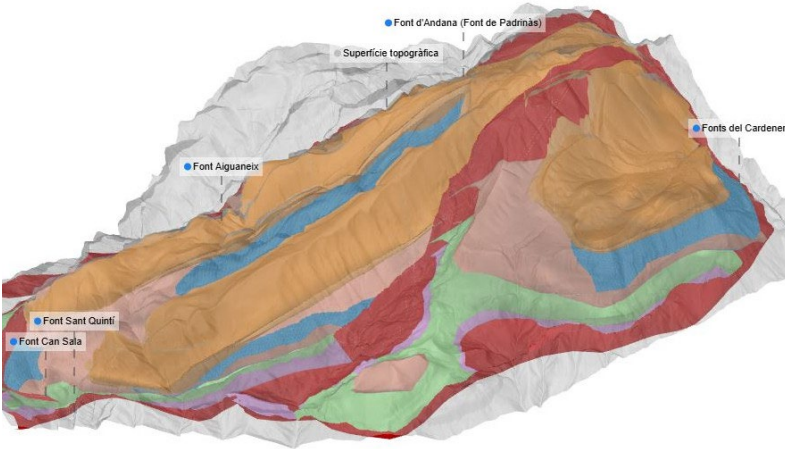 Font d'Andana (Font de Padrinàs)
Superfície topogràfica
Fonts del Cardener
Font Aiguaneix
Font Sant Quintí
Font Can Sala